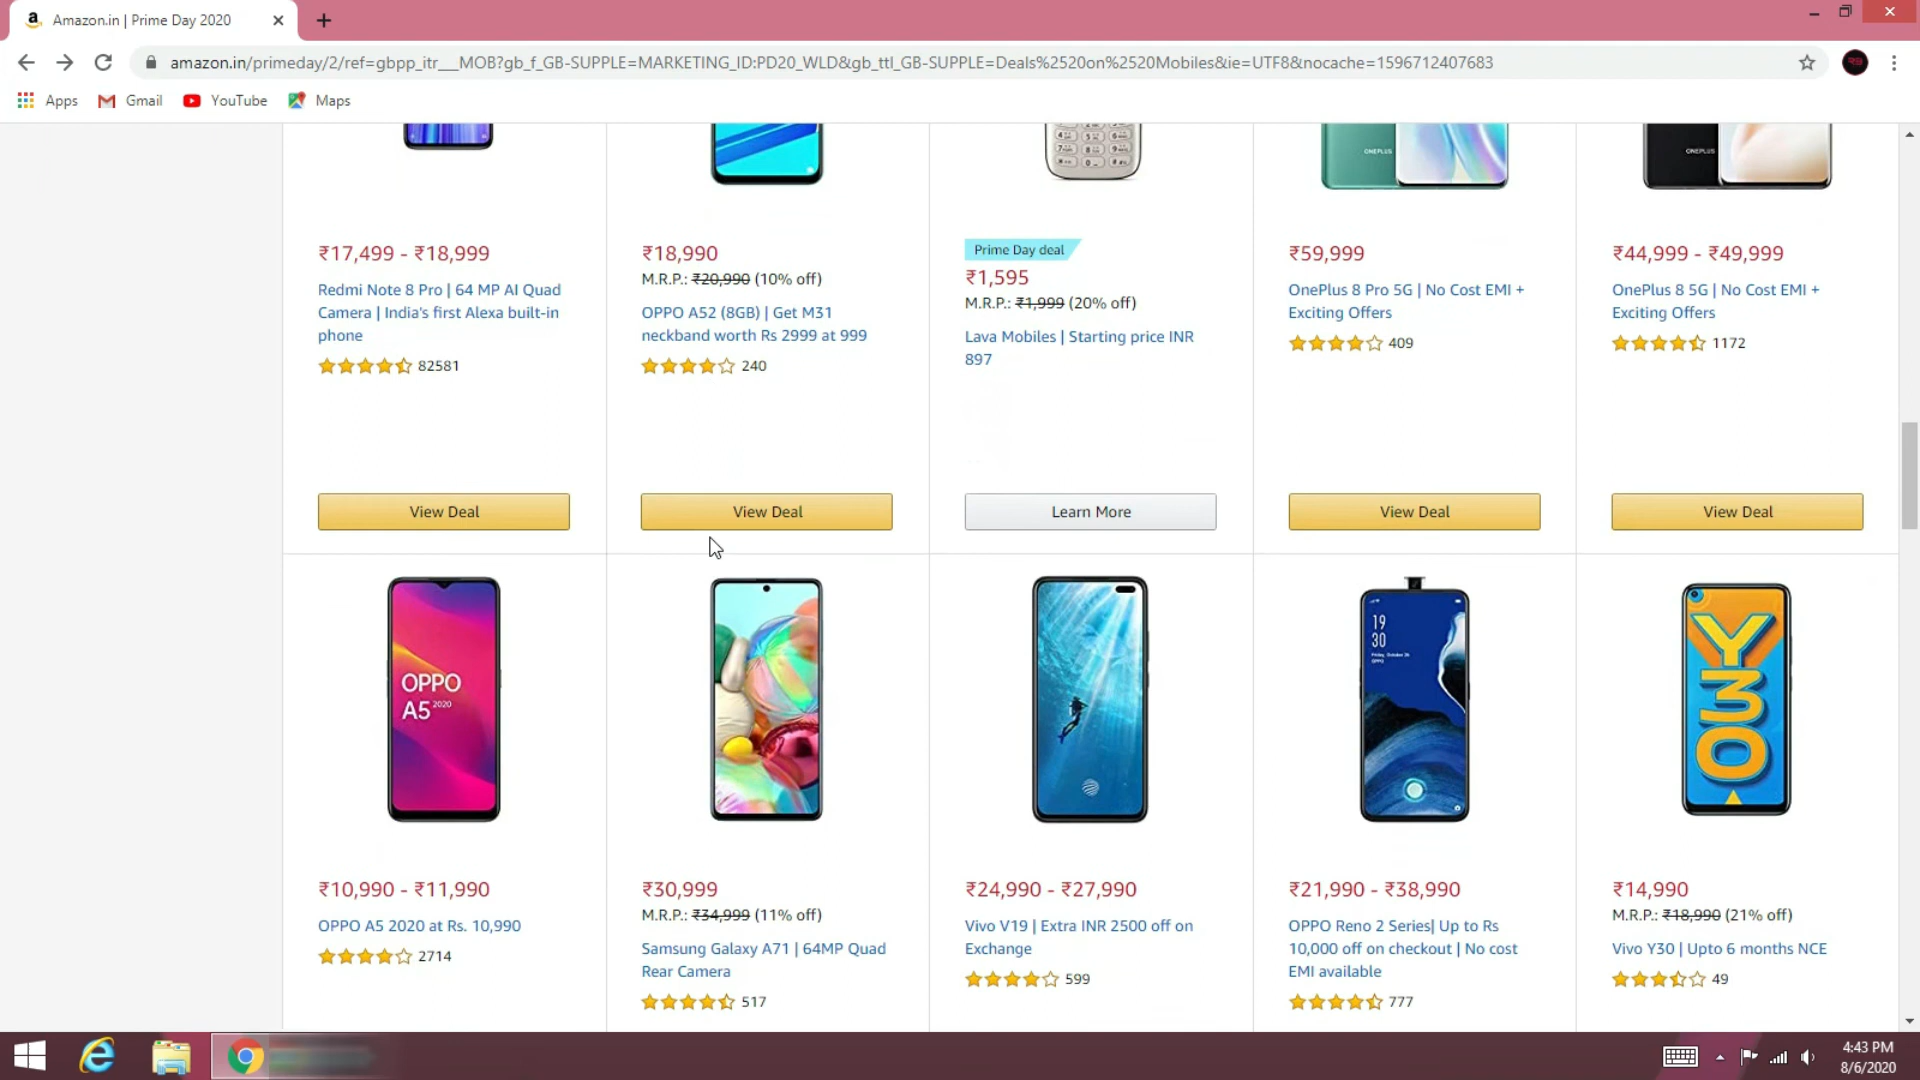 Amazon.in | Prime Day 2020
amazon.in/primeday/2/ref=gbpp_itr___MOB?gb_f_GB-SUPPLE=MARKETING_ID:PD20_WLD&gb_ttl_GB-SUPPLE=Deals%2520on%2520Mobiles&ie=UTF8&nocache=1596712407683
Apps Gmail YouTube Maps
ONEPLUS
ONEPLUS
₹17,499 - ₹18,999
Redmi Note 8 Pro | 64 MP AI Quad
Camera | India's first Alexa built-in
phone
82581
View Deal
₹18,990
M.R.P.: ₹20,990 (10% off)
OPPO A52 (8GB) | Get M31
neckband worth Rs 2999 at 999
240
View Deal
Prime Day deal
₹1,595
M.R.P.: ₹1,999 (20% off)
Lava Mobiles | Starting price INR
897
Learn More
₹59,999
OnePlus 8 Pro 5G | No Cost EMI +
Exciting Offers
409
View Deal
₹44,999 - ₹49,999
OnePlus 8 5G | No Cost EMI +
Exciting Offers
1172
View Deal
OPPO
A5 2020
₹10,990 - ₹11,990
OPPO A5 2020 at Rs. 10,990
2714
₹30,999
M.R.P.: ₹34,999 (11% off)
Samsung Galaxy A71 | 64MP Quad
Rear Camera
517
₹24,990 - ₹27,990
Vivo V19 | Extra INR 2500 off on
Exchange
599
19
30
₹21,990 - ₹38,990
OPPO Reno 2 Series| Up to Rs
10,000 off on checkout | No cost
EMI available
777
Y30
₹14,990
M.R.P.: ₹18,990 (21% off)
Vivo Y30 | Upto 6 months NCE
49
4:43 PM
8/6/2020